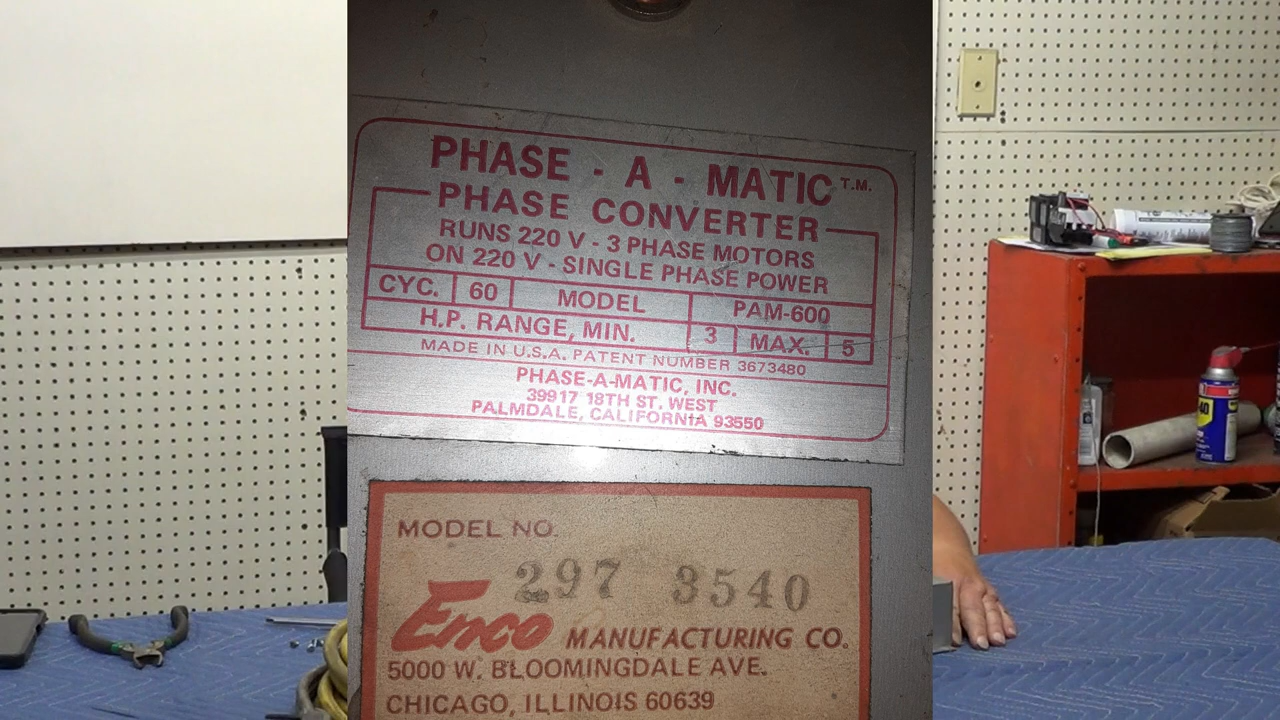 PHASE - A - MATIC T.M.
PHASE CONVERTER
RUNS 220 V - 3 PHASE MOTORS
ON 220 V - SINGLE PHASE POWER
CYC. 60 MODEL PAM-600
H.P. RANGE, MIN. 3 MAX. 5
MADE IN U.S.A. PATENT NUMBER 3673480
PHASE-A-MATIC, INC.
39917 18TH ST. WEST
PALMDALE, CALIFORNIA 93550
MODEL NO.
297 3540
Enco MANUFACTURING CO.
5000 W. BLOOMINGDALE AVE.
CHICAGO, ILLINOIS 60639
40